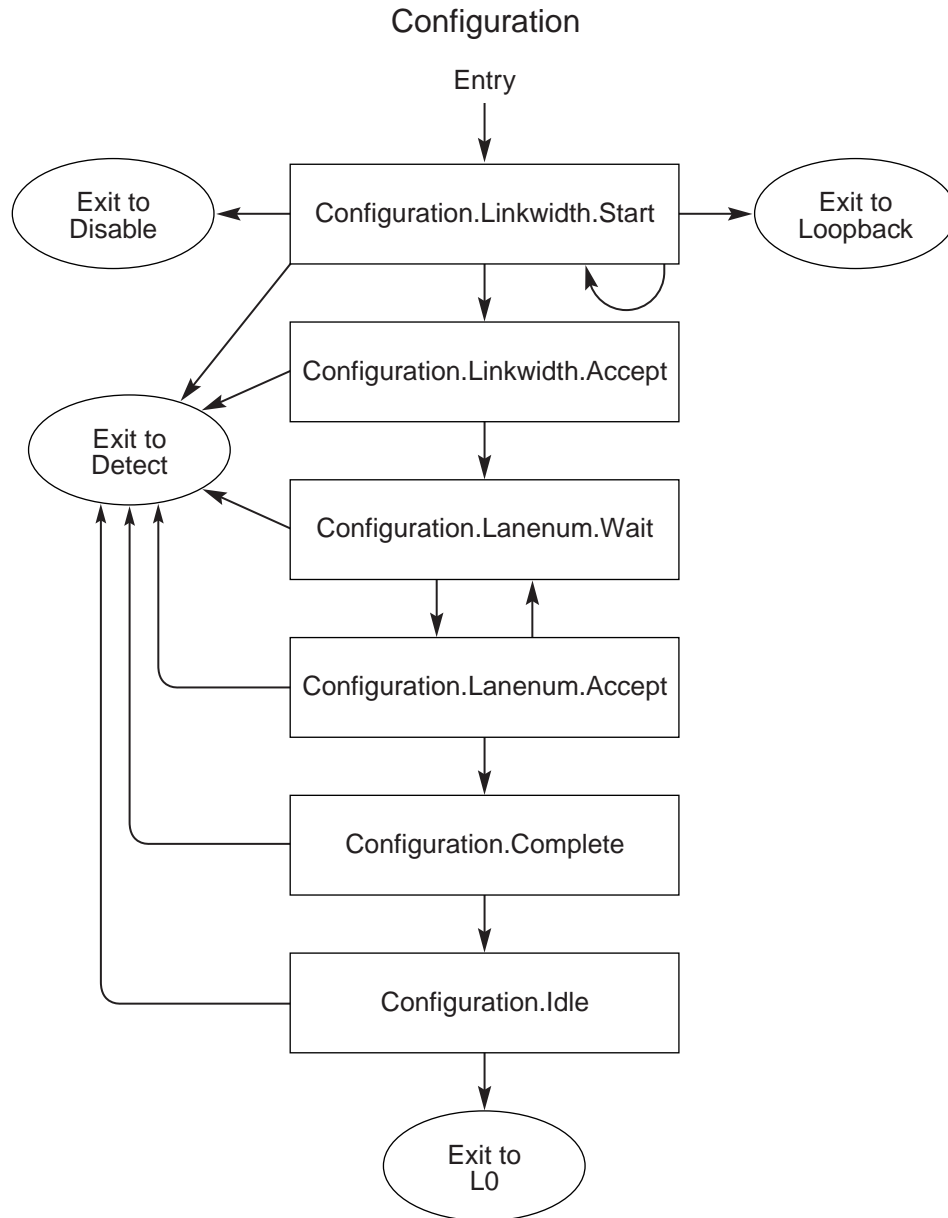 Configuration
Entry
Exit to
Disable
Configuration.Linkwidth.Start
Exit to
Loopback
Configuration.Linkwidth.Accept
Exit to
Detect
Configuration.Lanenum.Wait
Configuration.Lanenum.Accept
Configuration.Complete
Configuration.Idle
Exit to
L0